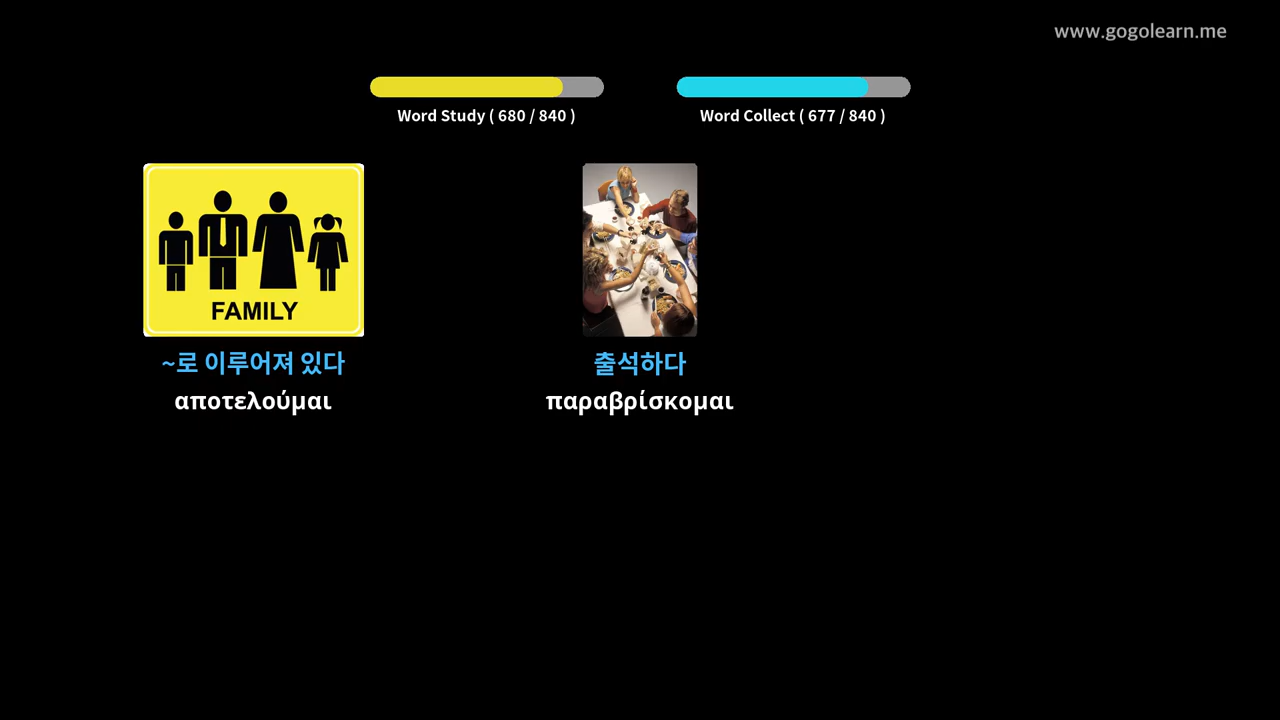 www.gogolearn.me
Word Study ( 680 / 840 )
Word Collect ( 677 / 840 )
FAMILY
~로 이루어져 있다
αποτελούμαι
출석하다
παραβρίσκομαι